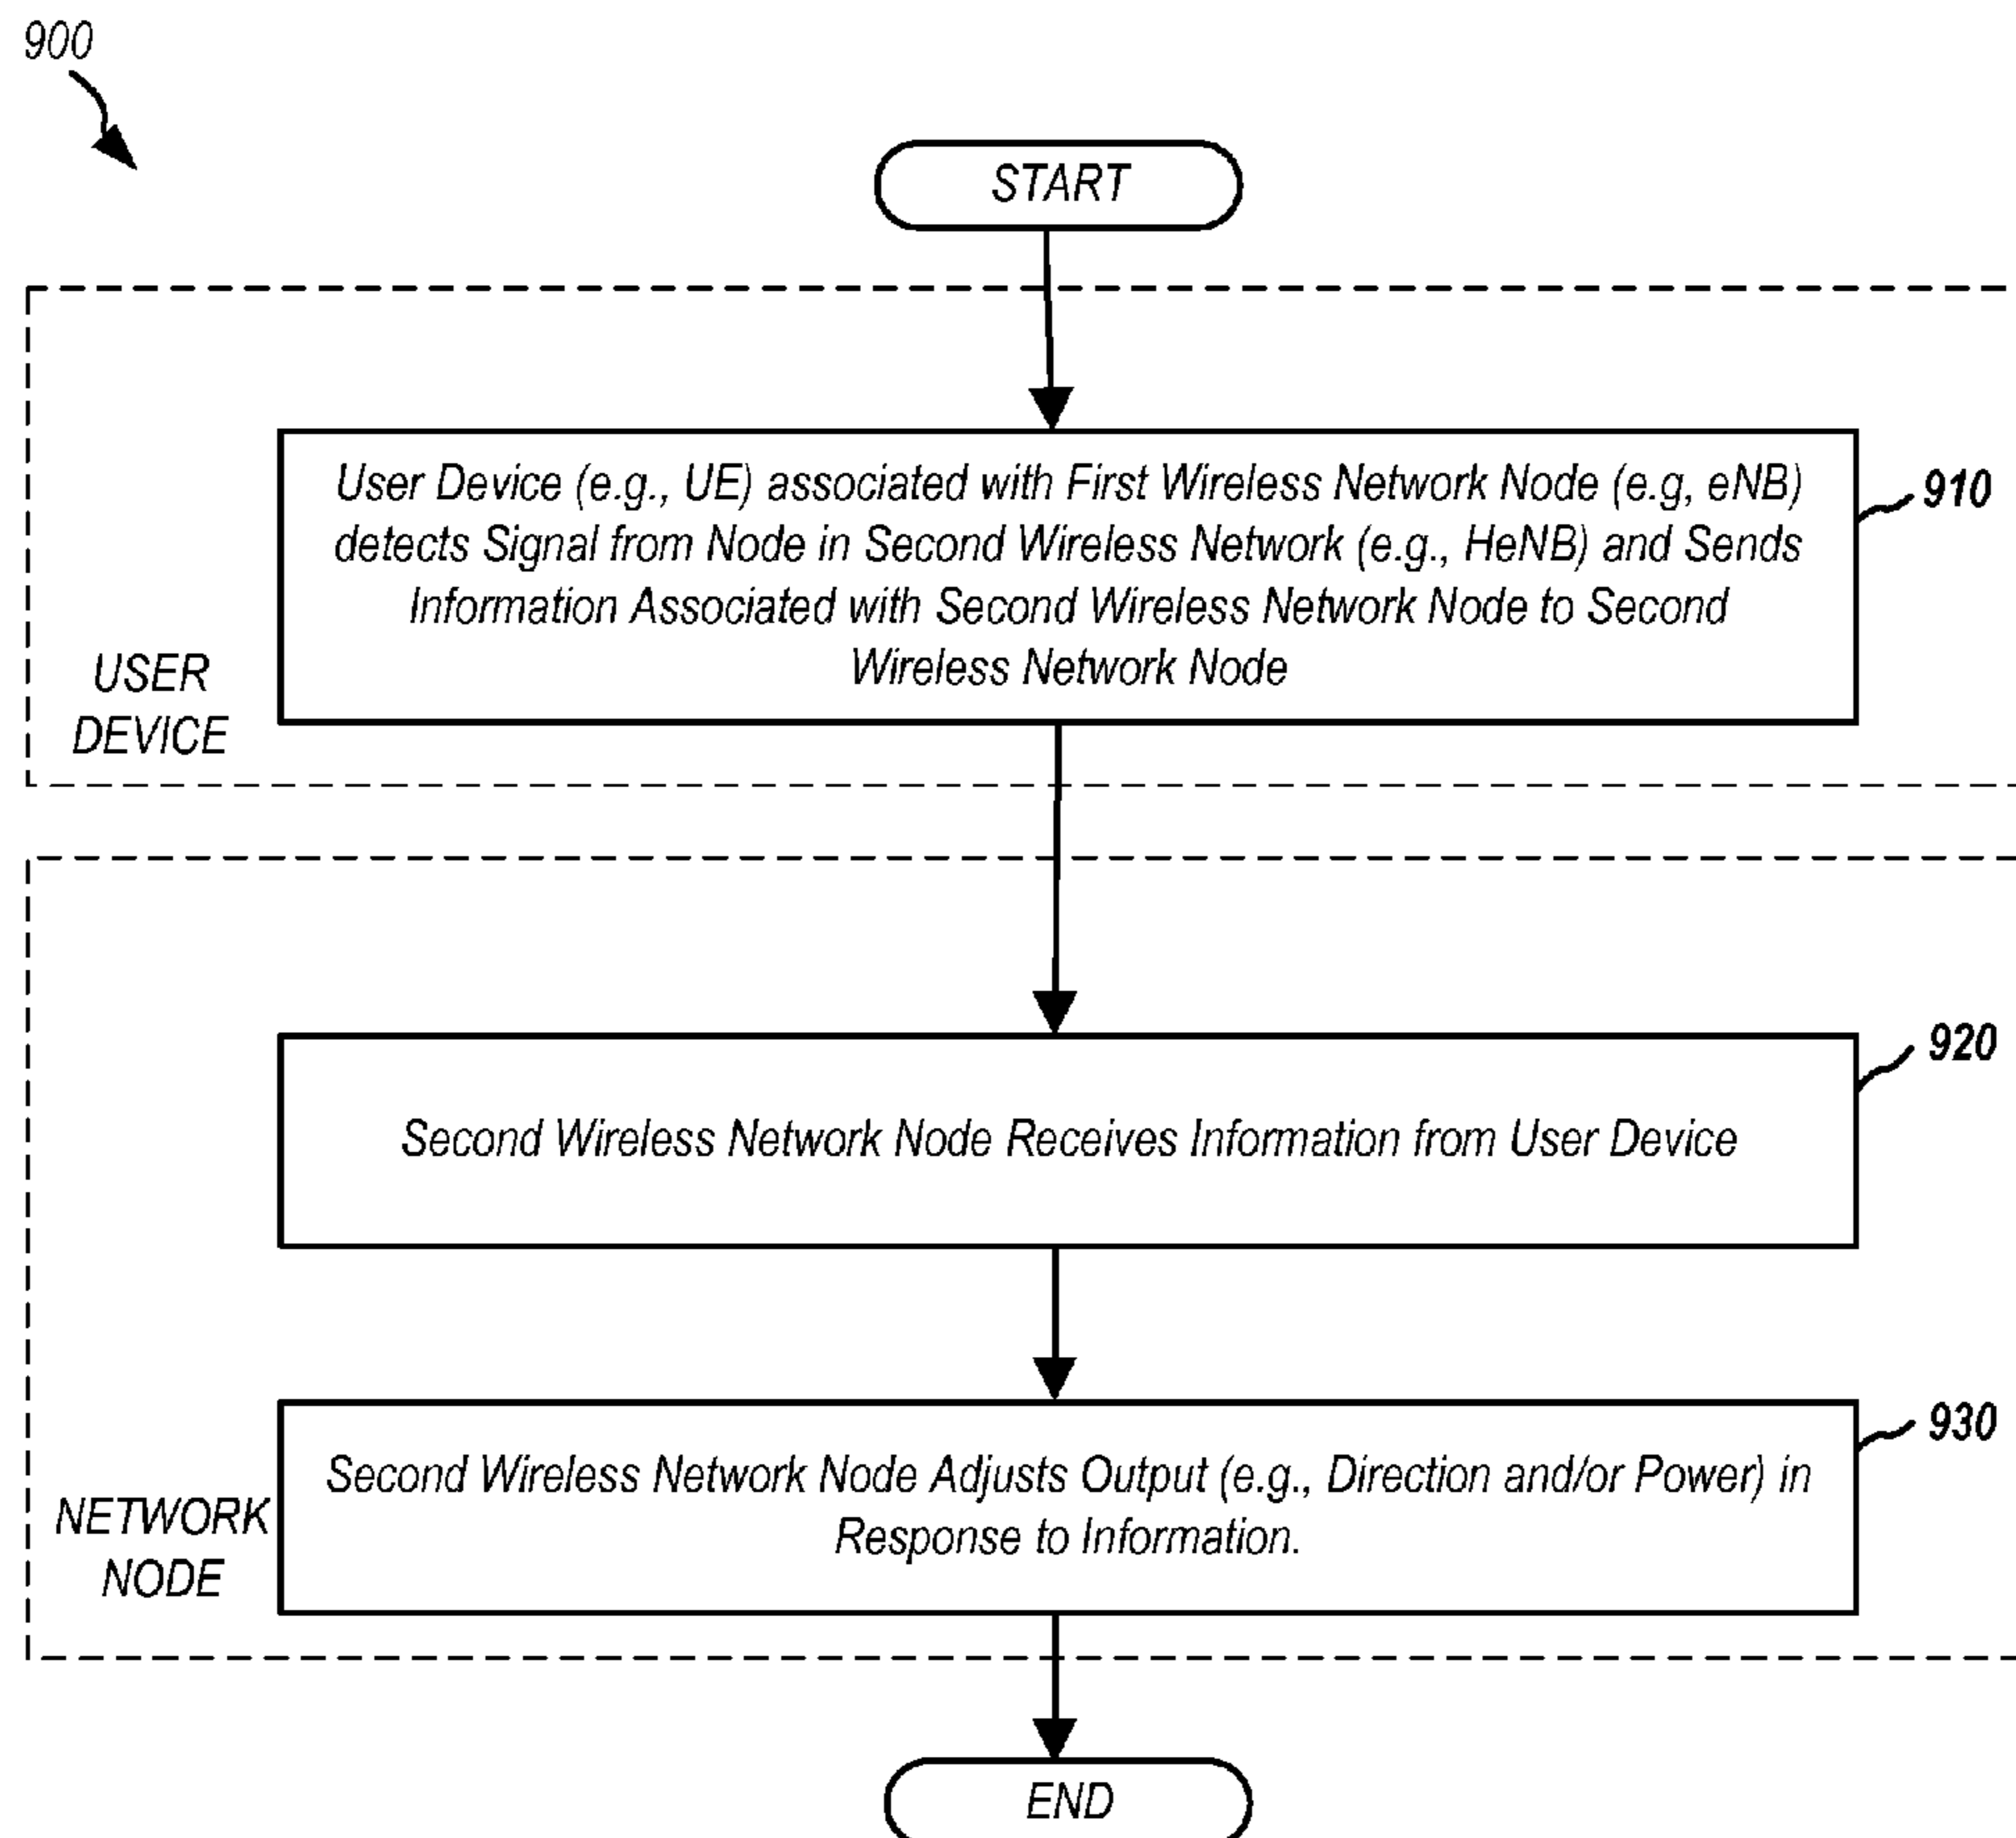 900
START
User Device (e.g., UE) associated with First Wireless Network Node (e.g, eNB)
detects Signal from Node in Second Wireless Network (e.g., HeNB) and Sends
Information Associated with Second Wireless Network Node to Second
Wireless Network Node
910
USER
DEVICE
920
Second Wireless Network Node Receives Information from User Device
930
Second Wireless Network Node Adjusts Output (e.g., Direction and/or Power) in
Response to Information.
NETWORK
NODE
END